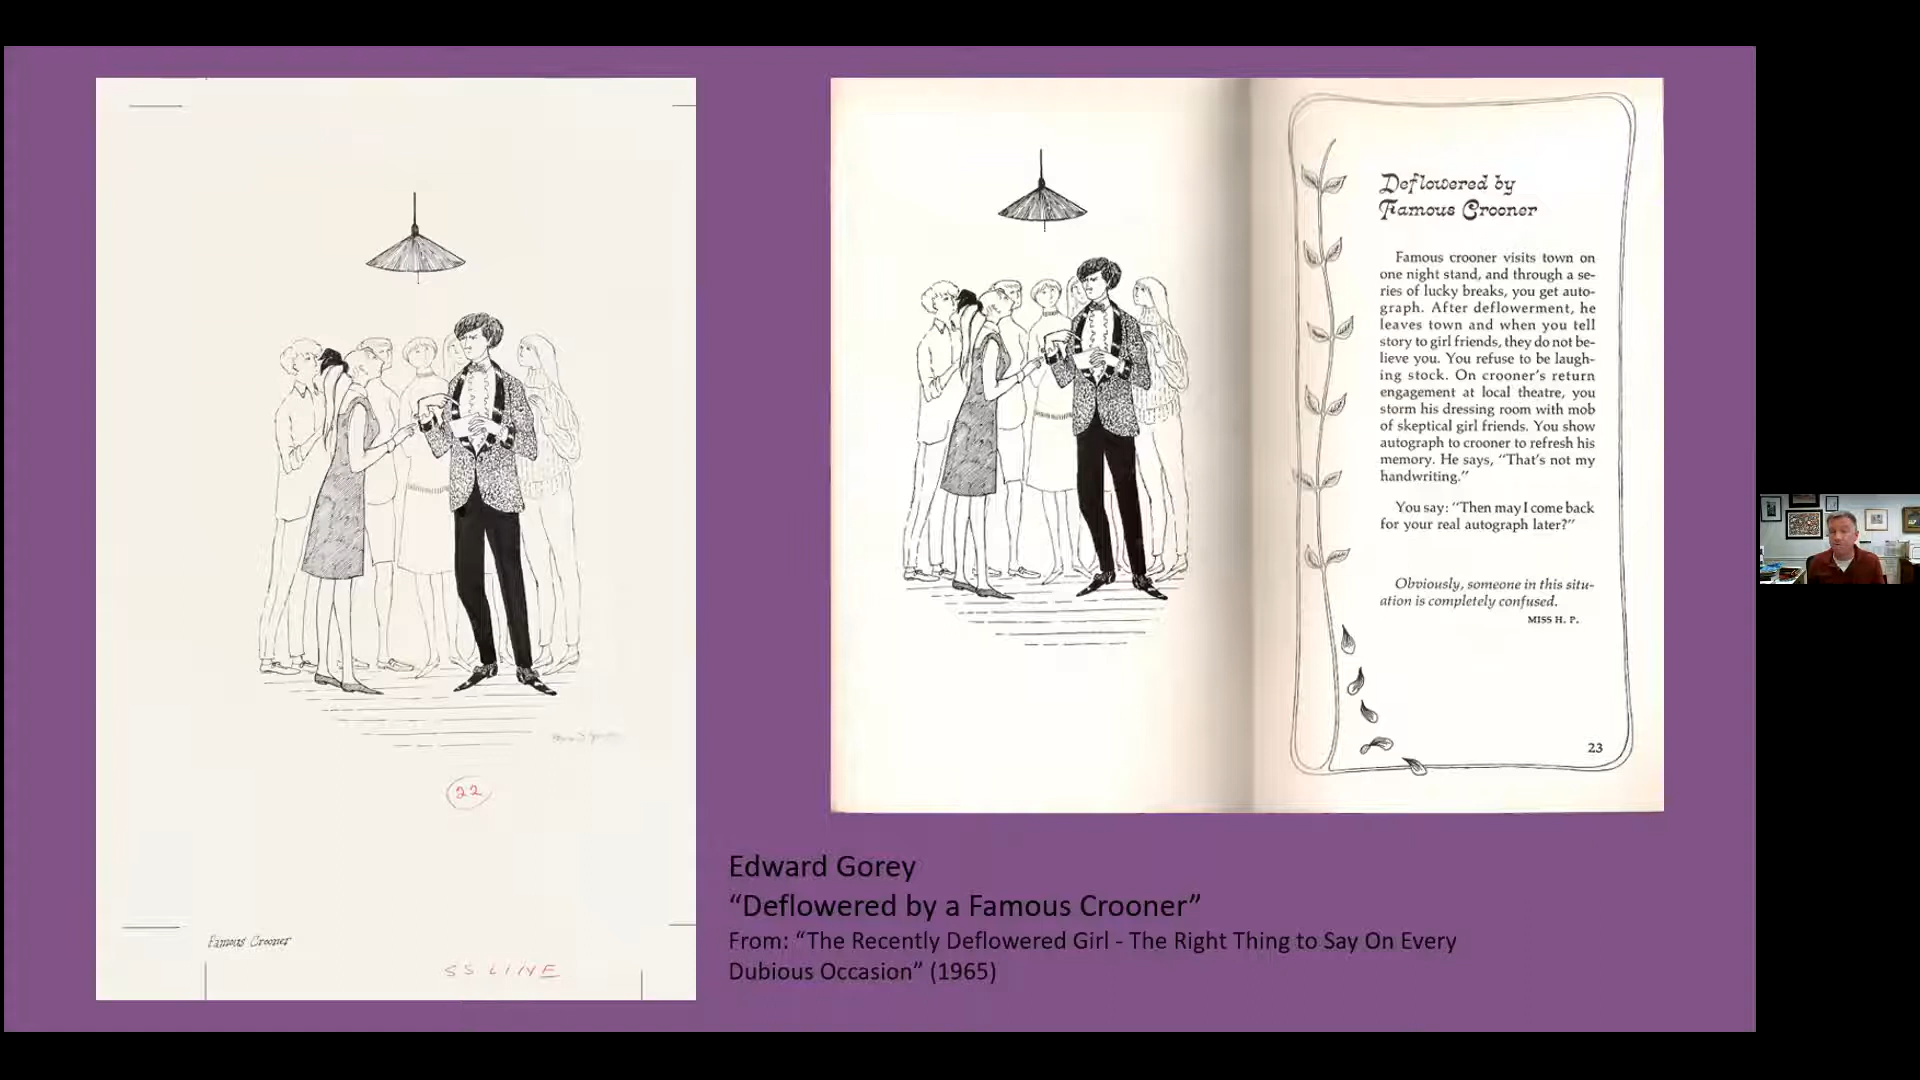 22
Famous Crooner
SS LINE
Deflowered by
Famous Crooner
Famous crooner visits town on
one night stand, and through a se-
ries of lucky breaks, you get auto-
graph. After deflowerment, he
leaves town and when you tell
story to girl friends, they do not be-
lieve you. You refuse to be laugh-
ing stock. On crooner's return
engagement at local theatre, you
storm his dressing room with mob
of skeptical girl friends. You show
autograph to crooner to refresh his
memory. He says, "That's not my
handwriting."
You say: "Then may I come back
for your real autograph later?"
Obviously, someone in this situ-
ation is completely confused.
MISS H. P.
23
Edward Gorey
“Deflowered by a Famous Crooner”
From: “The Recently Deflowered Girl - The Right Thing to Say On Every
Dubious Occasion” (1965)